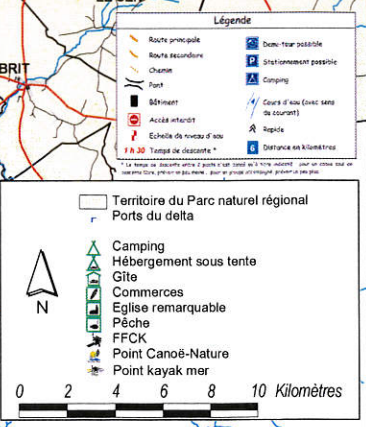 Légende
Route principale
Route secondaire
Chemin
Pont
Bâtiment
Accès interdit
Echelle de niveau d'eau
1 h 30 Temps de descente *
Demi-tour possible
P Stationnement possible
Camping
Cours d'eau (avec sens
de courant)
Rapide
6 Distance en kilomètres
BRIT
Territoire du Parc naturel régional
Ports du delta
Camping
Hébergement sous tente
Gîte
Commerces
Eglise remarquable
Pêche
FFCK
Point Canoë-Nature
Point kayak mer
N
0 2 4 6 8 10 Kilomètres